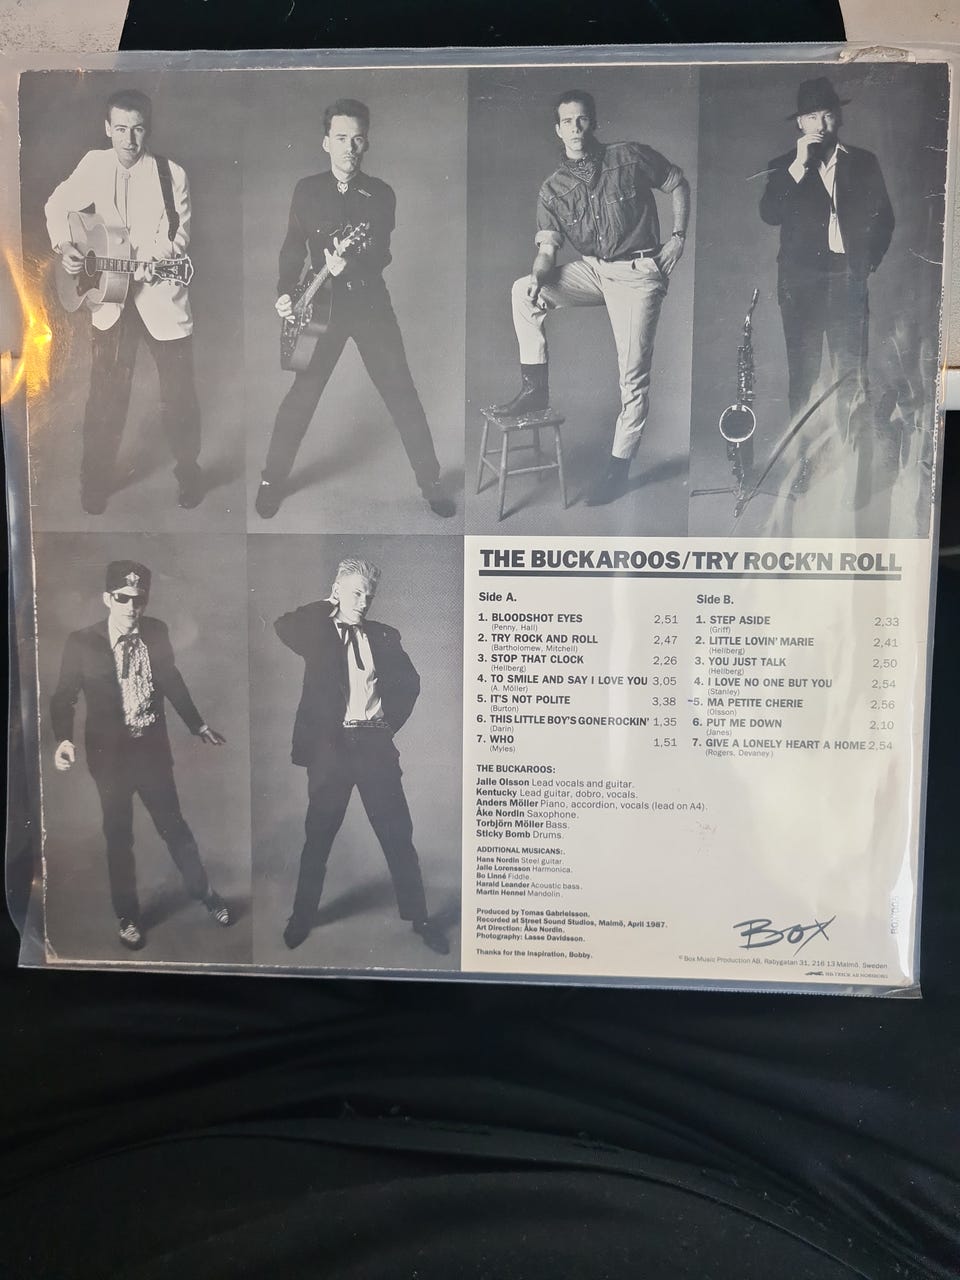 THE BUCKAROOS/TRY ROCK'N ROLL
Side A.
1. BLOODSHOT EYES 2,51
(Penny, Hall)
2. TRY ROCK AND ROLL 2,47
(Bartholomew, Mitchell)
3. STOP THAT CLOCK 2,26
(Hellberg)
4. TO SMILE AND SAY I LOVE YOU 3,05
(A. Möller)
5. IT'S NOT POLITE 3,38
(Burton)
6. THIS LITTLE BOY'S GONE ROCKIN' 1,35
(Darin)
7. WHO 1,51
(Myles)
Side B.
1. STEP ASIDE 2,33
(Griff)
2. LITTLE LOVIN' MARIE 2,41
(Hellberg)
3. YOU JUST TALK 2,50
(Hellberg)
4. I LOVE NO ONE BUT YOU 2,54
(Stanley)
5. MA PETITE CHERIE 2,56
(Olsson)
6. PUT ME DOWN 2,10
(Janes)
7. GIVE A LONELY HEART A HOME 2,54
(Rogers, Devaney)
THE BUCKAROOS:
Jalle Olsson Lead vocals and guitar.
Kentucky Lead guitar, dobro, vocals.
Anders Möller Piano, accordion, vocals (lead on A4).
Åke Nordin Saxophone.
Torbjörn Möller Bass.
Sticky Bomb Drums.
ADDITIONAL MUSICANS:.
Hans Nordin Steel guitar.
Jalle Lorensson Harmonica.
Bo Linné Fiddle.
Harald Leander Acoustic bass.
Martin Hennel Mandolin.
Produced by Tomas Gabrielsson.
Recorded at Street Sound Studios, Malmö, April 1987.
Art Direction: Åke Nordin.
Photography: Lasse Davidsson.
Thanks for the inspiration, Bobby.
BOX
© Box Music Production AB, Rabygatan 31, 216 13 Malmö, Sweden